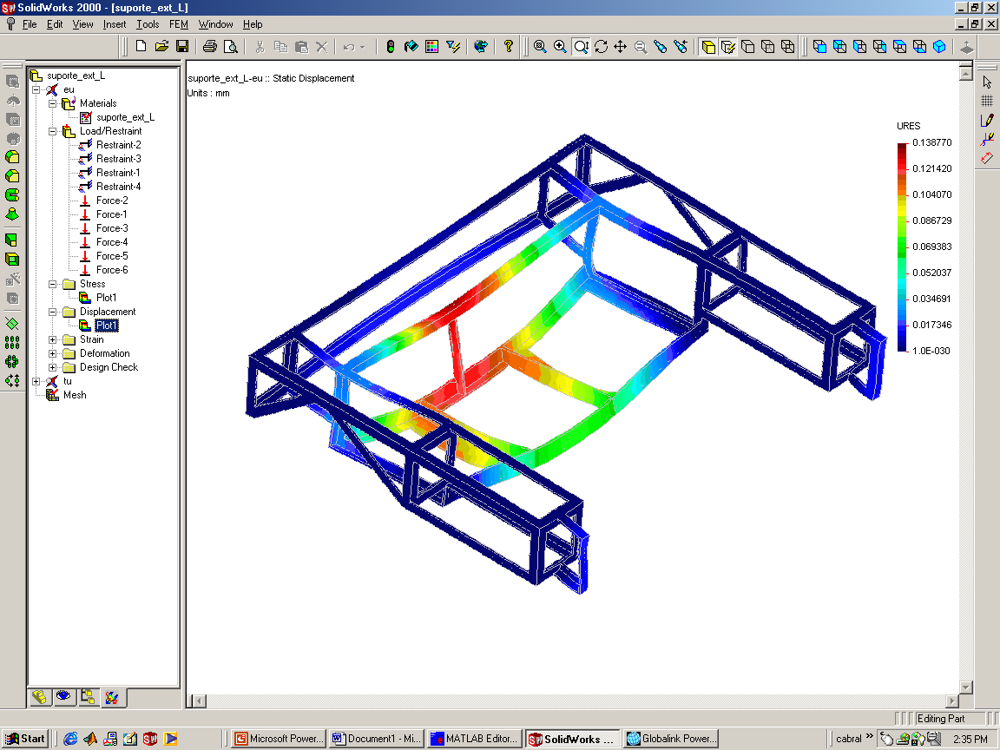 SolidWorks 2000 - [suporte_ext_L]
File Edit View Insert Tools FEM Window Help
suporte_ext_L
eu
Materials
suporte_ext_L
Load/Restraint
Restraint-2
Restraint-3
Restraint-1
Restraint-4
Force-2
Force-1
Force-3
Force-4
Force-5
Force-6
Stress
Plot1
Displacement
Plot1
Strain
Deformation
Design Check
tu
Mesh
suporte_ext_L-eu :: Static Displacement
Units : mm
URES
0.138770
0.121420
0.104070
0.086729
0.069383
0.052037
0.034691
0.017346
1.0E-030
Editing Part
Start Microsoft Power... Document1 - Mi... MATLAB Editor... SolidWorks ... Globalink Power... cabral » 2:35 PM